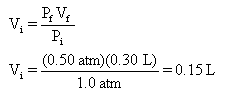 Vi = Pf Vf / Pi
Vi = (0.50 atm)(0.30 L) / 1.0 atm = 0.15 L